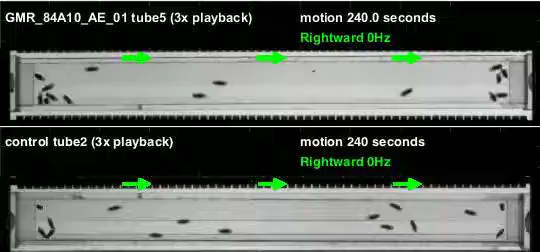 GMR_84A10_AE_01 tube5 (3x playback)
motion 240.0 seconds
Rightward 0Hz
control tube2 (3x playback)
motion 240 seconds
Rightward 0Hz